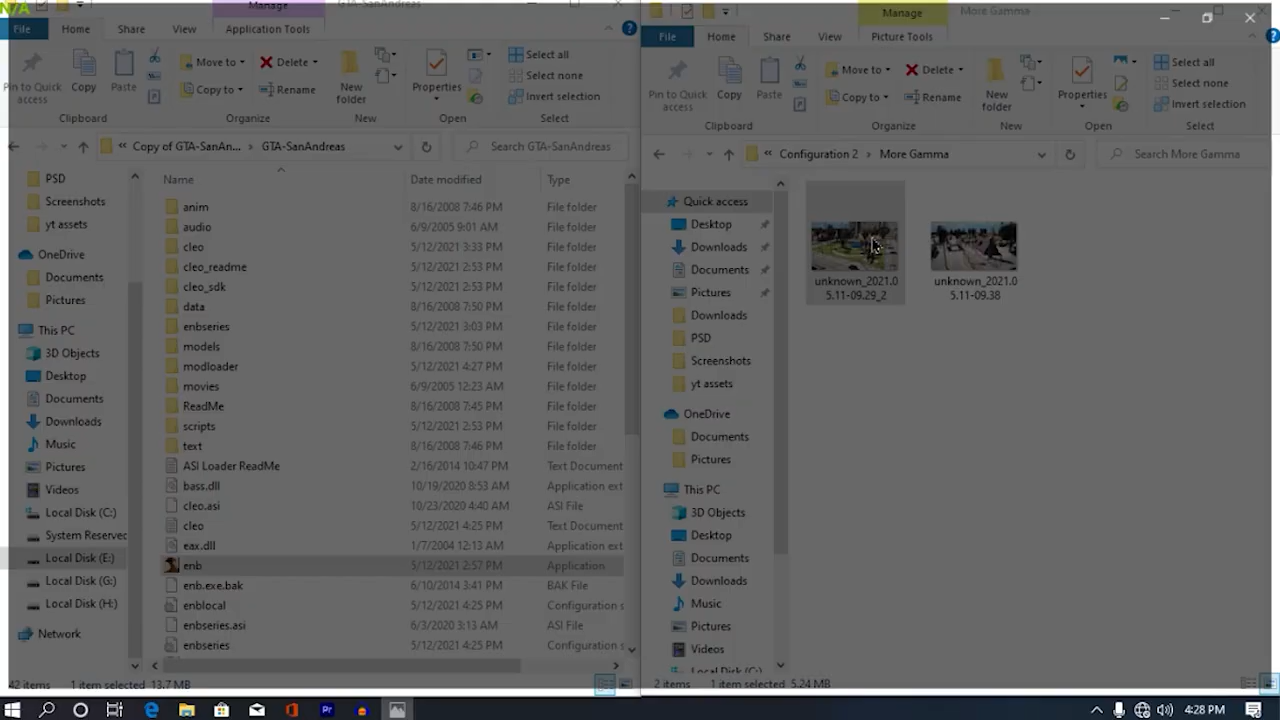 N/A
Manage
GTA-SanAndreas
File
Home
Share
View
Application Tools
Pin to Quick
access
Copy
Paste
Move to
Copy to
Delete
Rename
New
folder
Properties
Select all
Select none
Invert selection
Clipboard
Organize
New
Open
Select
Copy of GTA-SanAn...
GTA-SanAndreas
Search GTA-SanAndreas
PSD
Screenshots
yt assets
OneDrive
Documents
Pictures
This PC
3D Objects
Desktop
Documents
Downloads
Music
Pictures
Videos
Local Disk (C:)
System Reserved
Local Disk (E:)
Local Disk (G:)
Local Disk (H:)
Network
Name Date modified Type
anim 8/16/2008 7:46 PM File folder
audio 6/9/2005 9:01 AM File folder
cleo 5/12/2021 3:33 PM File folder
cleo_readme 5/12/2021 2:53 PM File folder
cleo_sdk 5/12/2021 2:53 PM File folder
data 8/16/2008 7:50 PM File folder
enbseries 5/12/2021 3:03 PM File folder
models 8/16/2008 7:50 PM File folder
modloader 5/12/2021 4:27 PM File folder
movies 6/9/2005 12:23 AM File folder
ReadMe 8/16/2008 7:45 PM File folder
scripts 5/12/2021 2:53 PM File folder
text 8/16/2008 7:46 PM File folder
ASI Loader ReadMe 2/16/2014 10:47 PM Text Document
bass.dll 10/19/2020 8:53 AM Application ext
cleo.asi 10/23/2020 4:40 AM ASI File
cleo 5/12/2021 4:25 PM Text Document
eax.dll 1/7/2004 12:13 AM Application ext
enb 5/12/2021 2:57 PM Application
enb.exe.bak 6/10/2014 3:41 PM BAK File
enblocal 5/12/2021 4:25 PM Configuration s
enbseries.asi 6/3/2020 3:13 AM ASI File
enbseries 5/12/2021 4:25 PM Configuration s
42 items 1 item selected 13.7 MB
Manage
More Gamma
File
Home
Share
View
Picture Tools
Pin to Quick
access
Copy
Paste
Move to
Copy to
Delete
Rename
New
folder
Properties
Select all
Select none
Invert selection
Clipboard
Organize
New
Open
Select
Configuration 2
More Gamma
Search More Gamma
Quick access
Desktop
Downloads
Documents
Pictures
Downloads
PSD
Screenshots
yt assets
OneDrive
Documents
Pictures
This PC
3D Objects
Desktop
Documents
Downloads
Music
Pictures
Videos
Local Disk (C:)
unknown_2021.0
5.11-09.29_2
unknown_2021.0
5.11-09.38
2 items 1 item selected 5.24 MB
Pr
4:28 PM